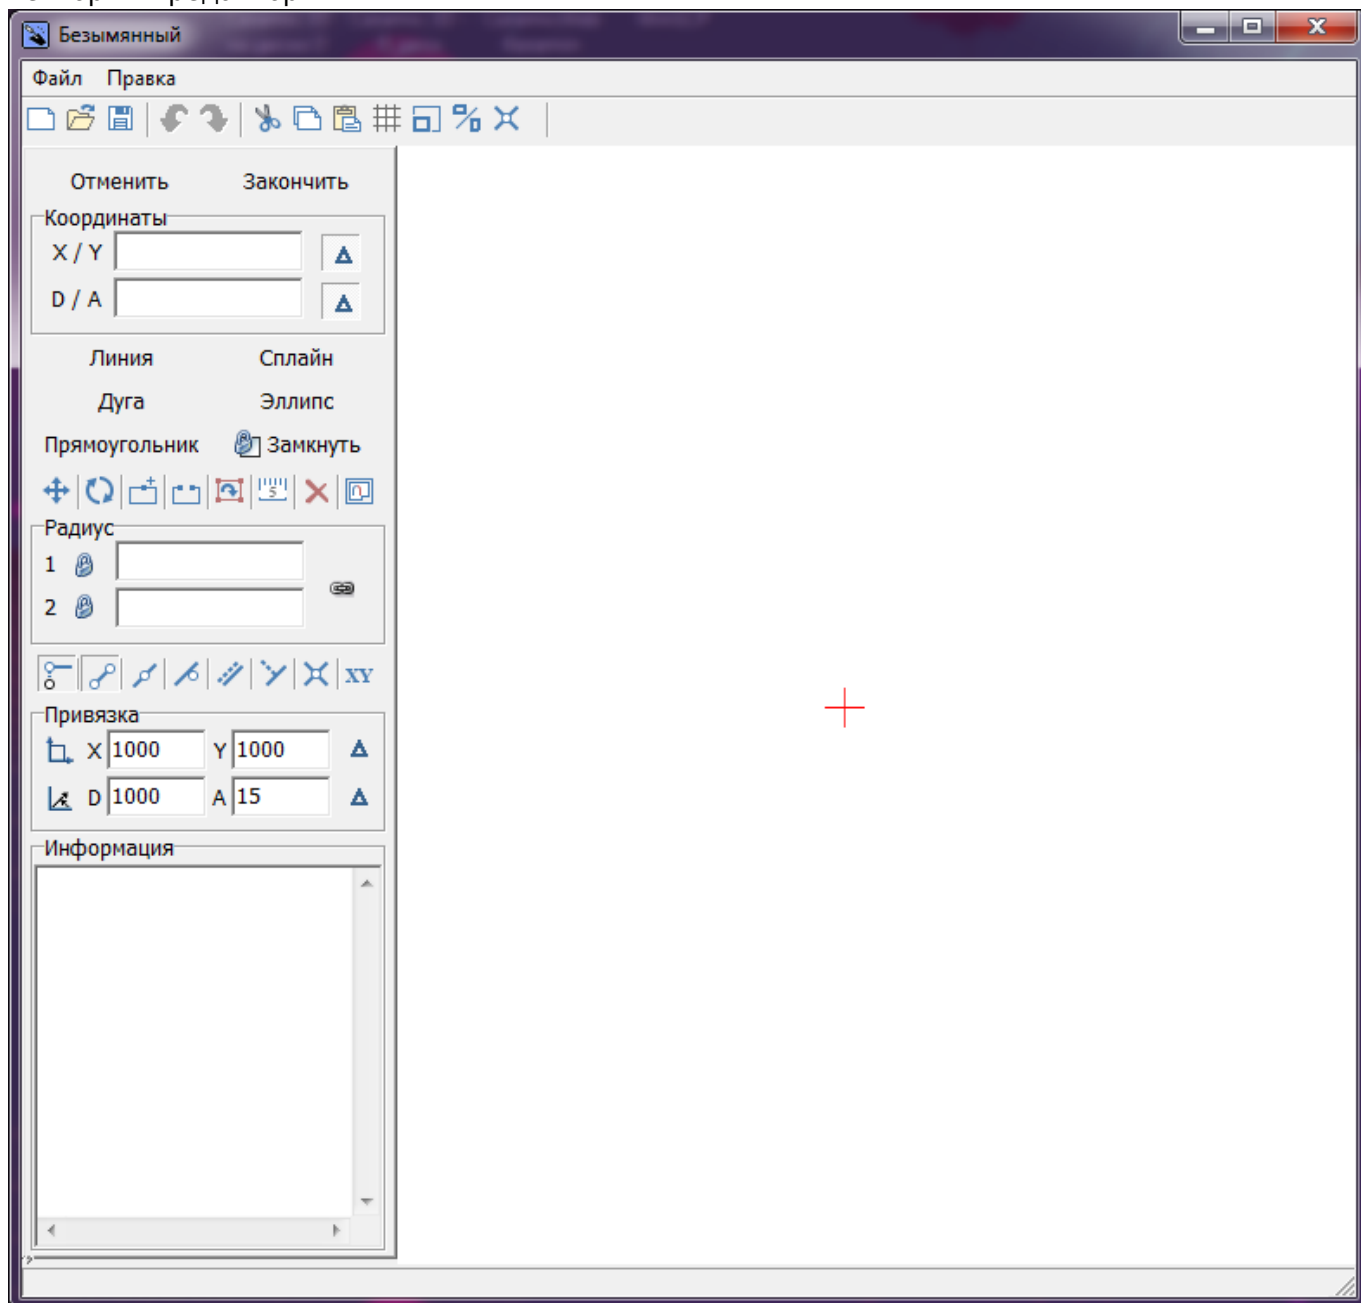 Безымянный
Файл Правка
Отменить Закончить
Координаты
X / Y
D / A
Линия Сплайн
Дуга Эллипс
Прямоугольник Замкнуть
5
Радиус
1
2
XY
Привязка
X 1000 Y 1000
D 1000 A 15
Информация